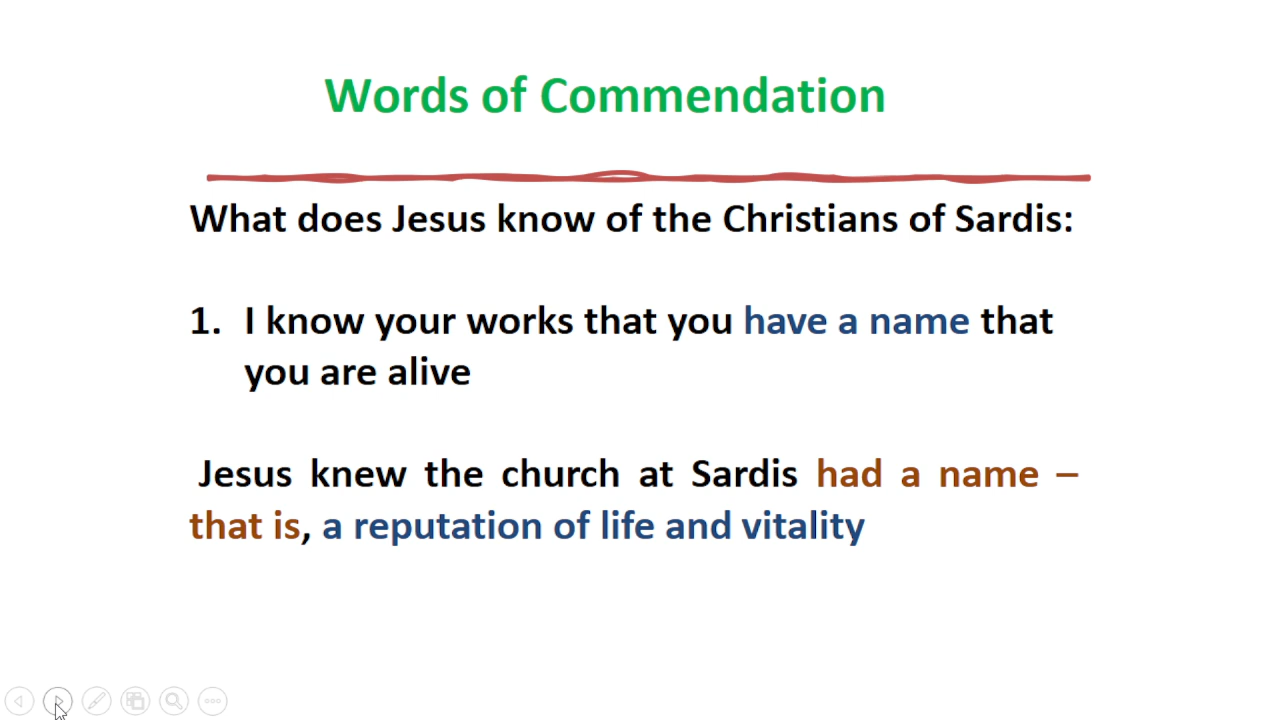 Words of Commendation
What does Jesus know of the Christians of Sardis:
1. I know your works that you have a name that
you are alive
Jesus knew the church at Sardis had a name –
that is, a reputation of life and vitality